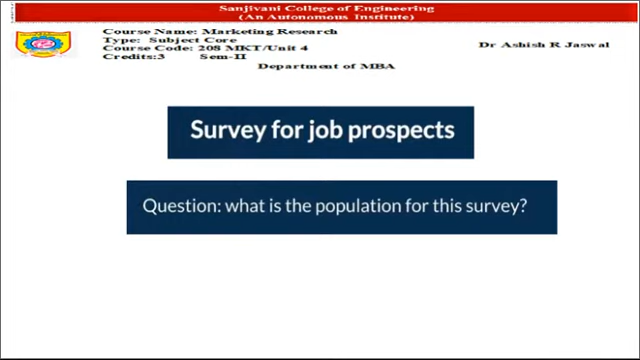 Sanjivani College of Engineering
(An Autonomous Institute)
Course Name: Marketing Research
Type: Subject Core
Course Code: 208 MKT/Unit 4
Dr Ashish R Jaswal
Credits:3 Sem-II
Department of MBA
Survey for job prospects
Question: what is the population for this survey?